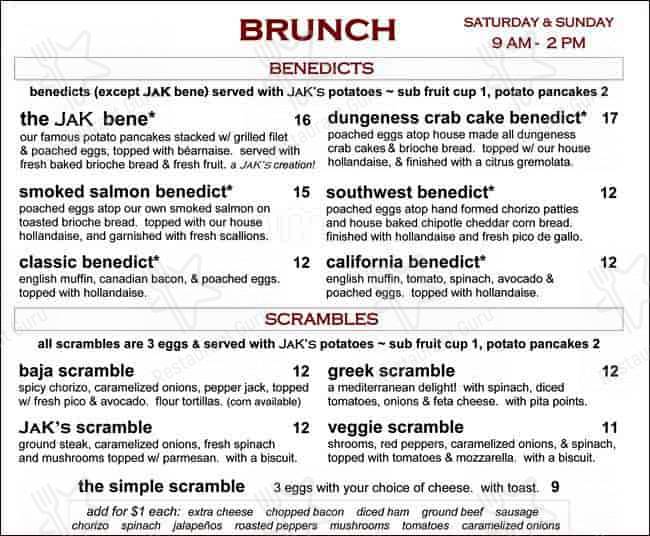 BRUNCH
SATURDAY & SUNDAY
9 AM - 2 PM
BENEDICTS
benedicts (except JAK bene) served with JAK'S potatoes ~ sub fruit cup 1, potato pancakes 2
the JAK bene* 16
our famous potato pancakes stacked w/ grilled filet
& poached eggs, topped with béarnaise. served with
fresh baked brioche bread & fresh fruit. a JAK'S creation!
dungeness crab cake benedict* 17
poached eggs atop house made all dungeness
crab cakes & brioche bread. topped w/ our house
hollandaise, & finished with a citrus gremolata.
smoked salmon benedict* 15
poached eggs atop our own smoked salmon on
toasted brioche bread. topped with our house
hollandaise, and garnished with fresh scallions.
southwest benedict* 12
poached eggs atop hand formed chorizo patties
and house baked chipotle cheddar corn bread.
finished with hollandaise and fresh pico de gallo.
classic benedict* 12
english muffin, canadian bacon, & poached eggs.
topped with hollandaise.
california benedict* 12
english muffin, tomato, spinach, avocado &
poached eggs. topped with hollandaise.
SCRAMBLES
all scrambles are 3 eggs & served with JAK'S potatoes ~ sub fruit cup 1, potato pancakes 2
baja scramble 12
spicy chorizo, caramelized onions, pepper jack, topped
w/ fresh pico & avocado. flour tortillas. (corn available)
greek scramble 12
a mediterranean delight! with spinach, diced
tomatoes, onions & feta cheese. with pita points.
JAK'S scramble 12
ground steak, caramelized onions, fresh spinach
and mushrooms topped w/ parmesan. with a biscuit.
veggie scramble 11
shrooms, red peppers, caramelized onions, & spinach,
topped with tomatoes & mozzarella. with a biscuit.
the simple scramble 3 eggs with your choice of cheese. with toast. 9
add for $1 each: extra cheese chopped bacon diced ham ground beef sausage
chorizo spinach jalapeños roasted peppers mushrooms tomatoes caramelized onions
Restaurant Guru